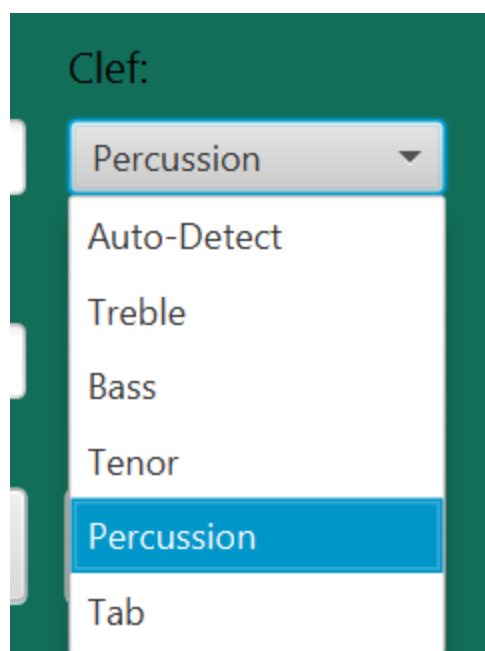 Clef:
Percussion
Auto-Detect
Treble
Bass
Tenor
Percussion
Tab